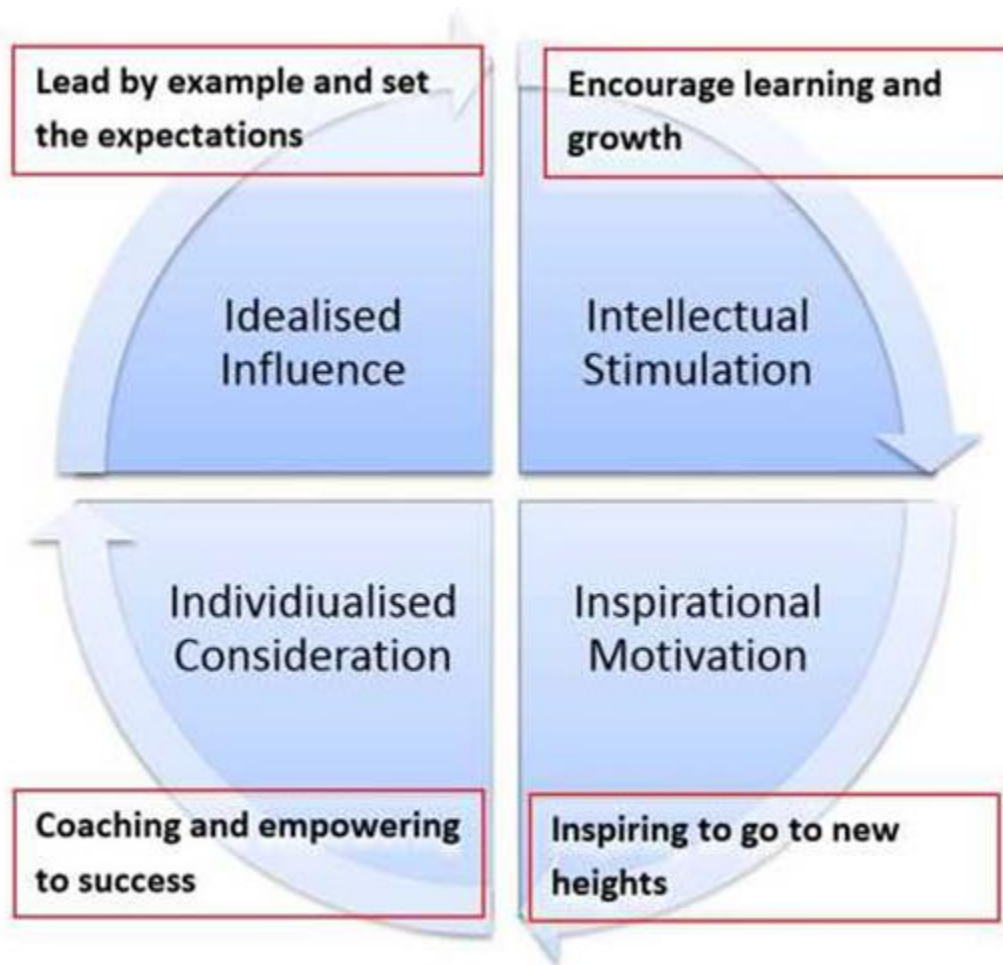 Lead by example and set
the expectations
Encourage learning and
growth
Idealised
Influence
Intellectual
Stimulation
Individiualised
Consideration
Inspirational
Motivation
Coaching and empowering
to success
Inspiring to go to new
heights